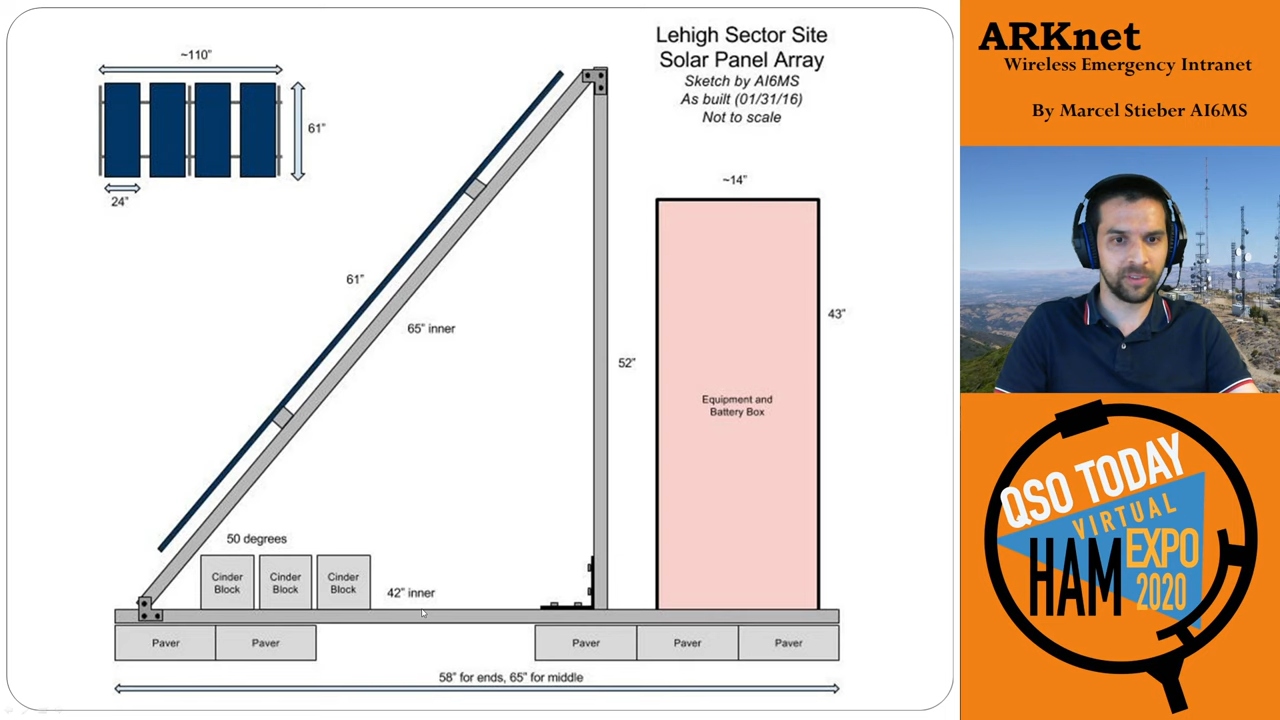 Lehigh Sector Site
Solar Panel Array
Sketch by AI6MS
As built (01/31/16)
Not to scale
~110"
61"
24"
~14"
61"
65" inner
52"
43"
Equipment and
Battery Box
50 degrees
Cinder
Block
Cinder
Block
Cinder
Block
42" inner
Paver
Paver
Paver
Paver
Paver
58" for ends, 65" for middle
ARKnet
Wireless Emergency Intranet
By Marcel Stieber AI6MS
QSO TODAY
VIRTUAL
HAM EXPO
2020